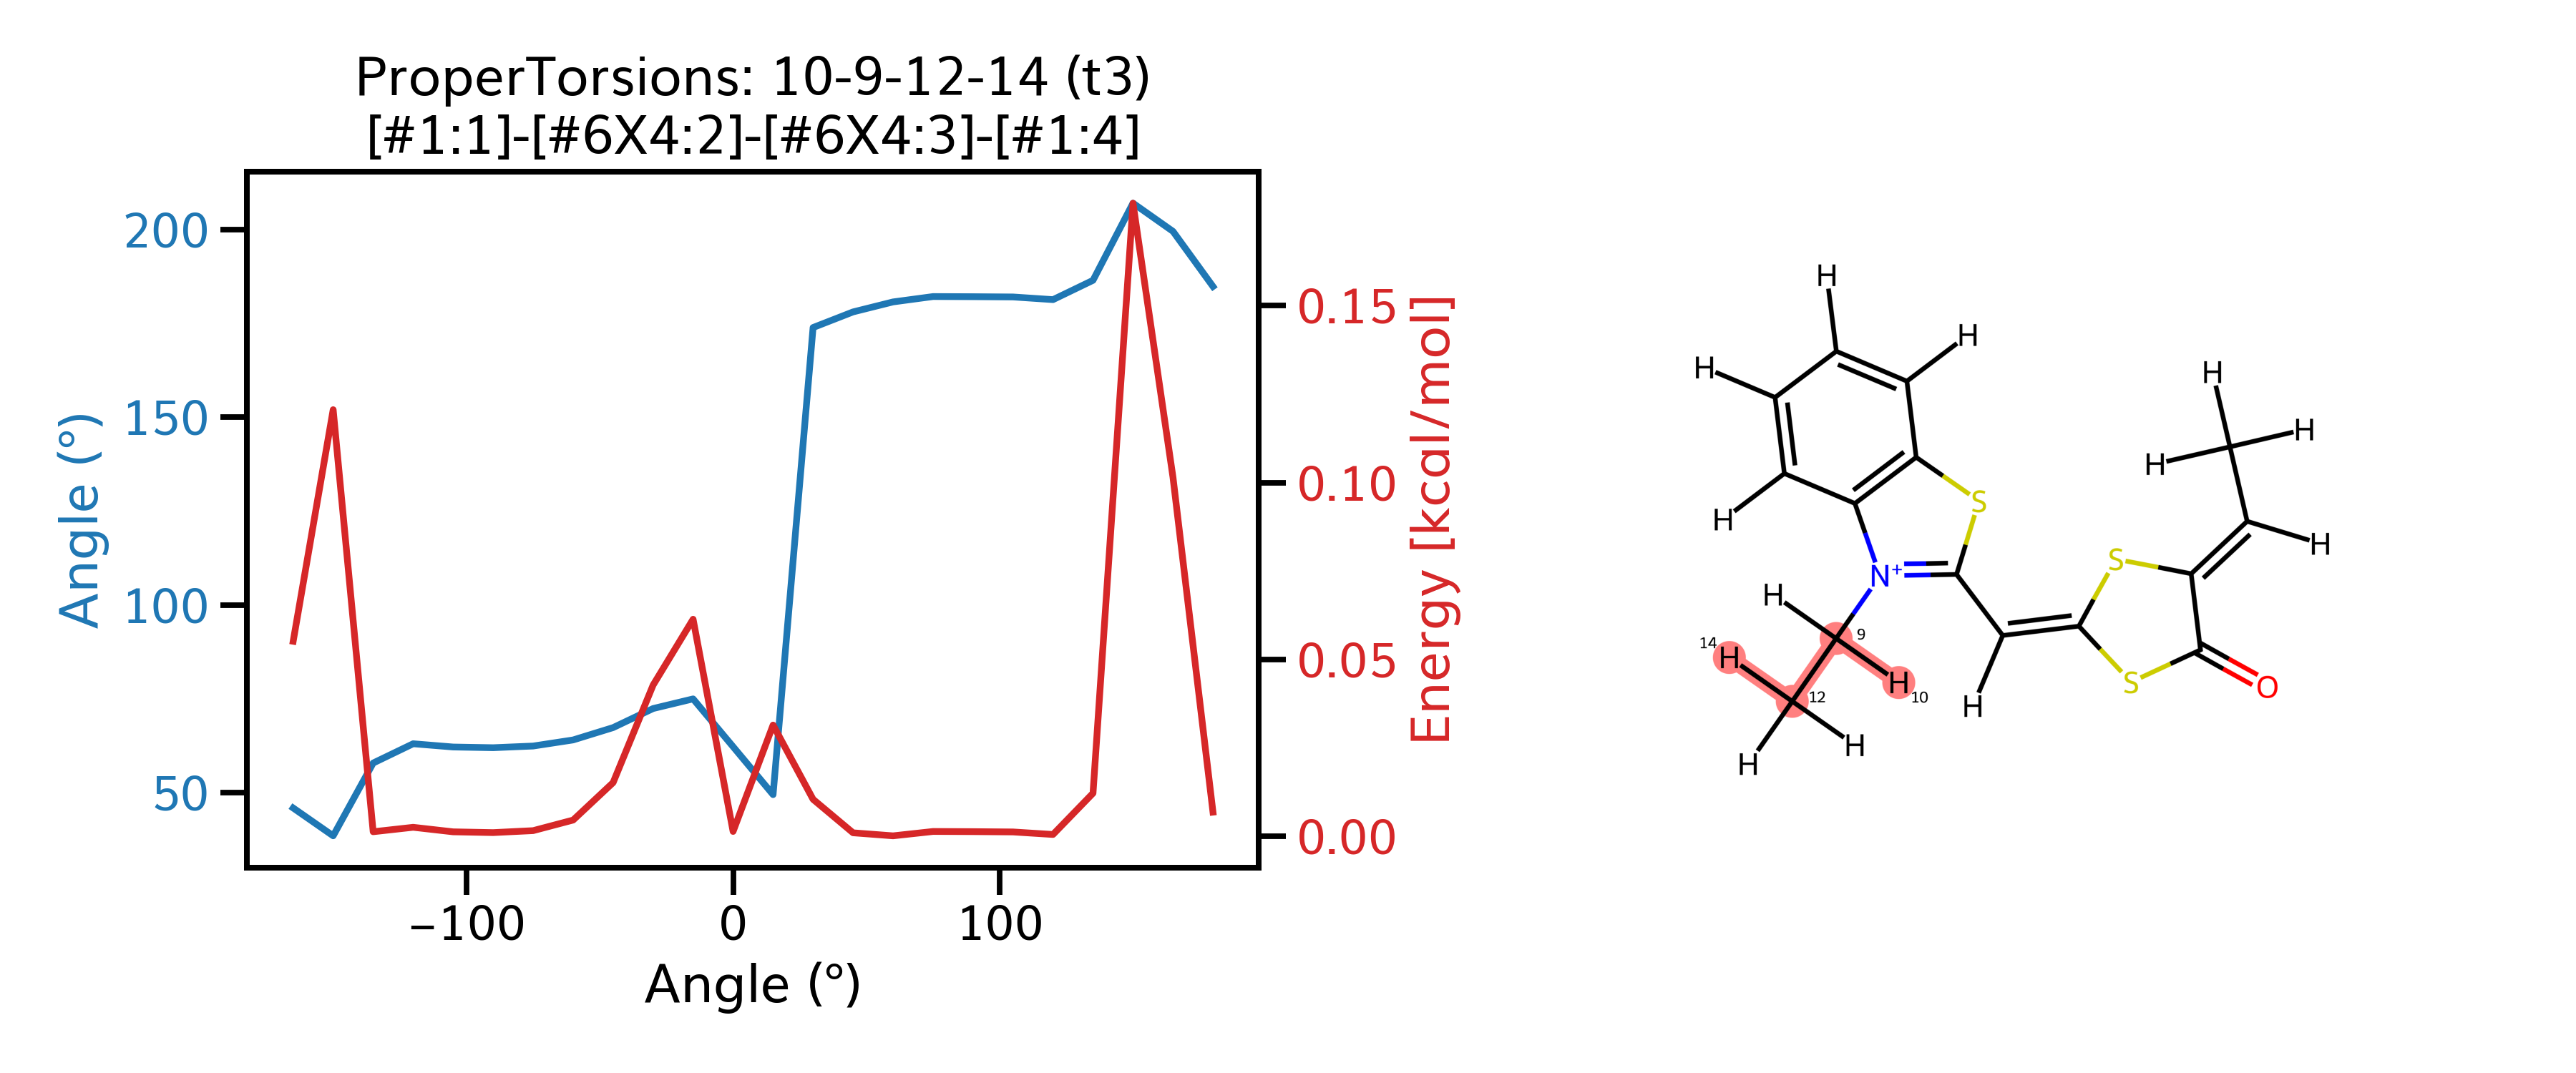 ProperTorsions: 10-9-12-14 (t3)
[#1:1]-[#6X4:2]-[#6X4:3]-[#1:4]
200
150
100
50
Angle (°)
0.15
0.10
0.05
0.00
Energy [kcal/mol]
−100
0
100
Angle (°)
H
H
H
H
H
H
H
S
H
S
N+
H
H
9
14
H
H
10
S
O
12
H
H
H